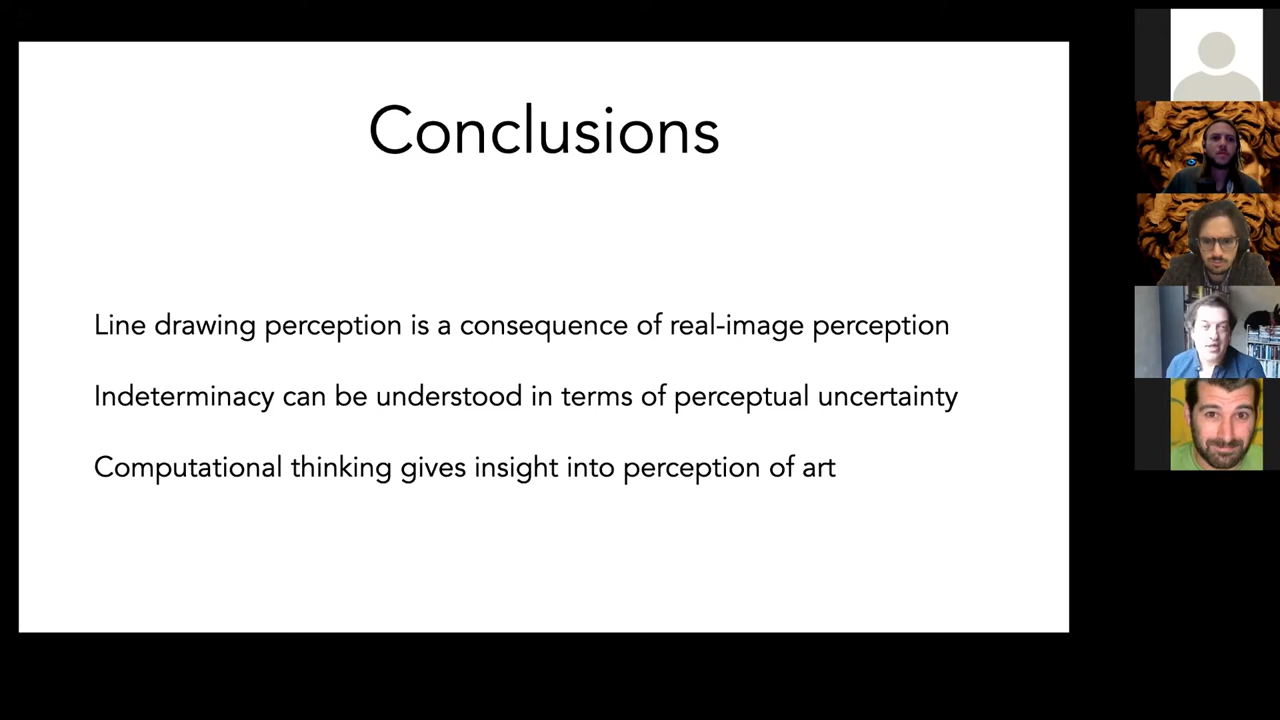 Conclusions
Line drawing perception is a consequence of real-image perception
Indeterminacy can be understood in terms of perceptual uncertainty
Computational thinking gives insight into perception of art